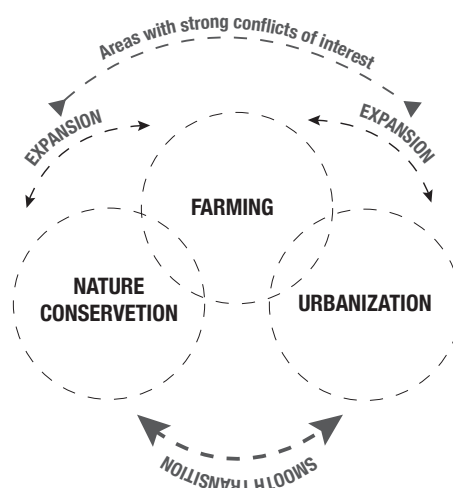 Areas with strong conflicts of interest
EXPANSION
EXPANSION
FARMING
NATURE
CONSERVETION
URBANIZATION
SMOOTH TRANSITION